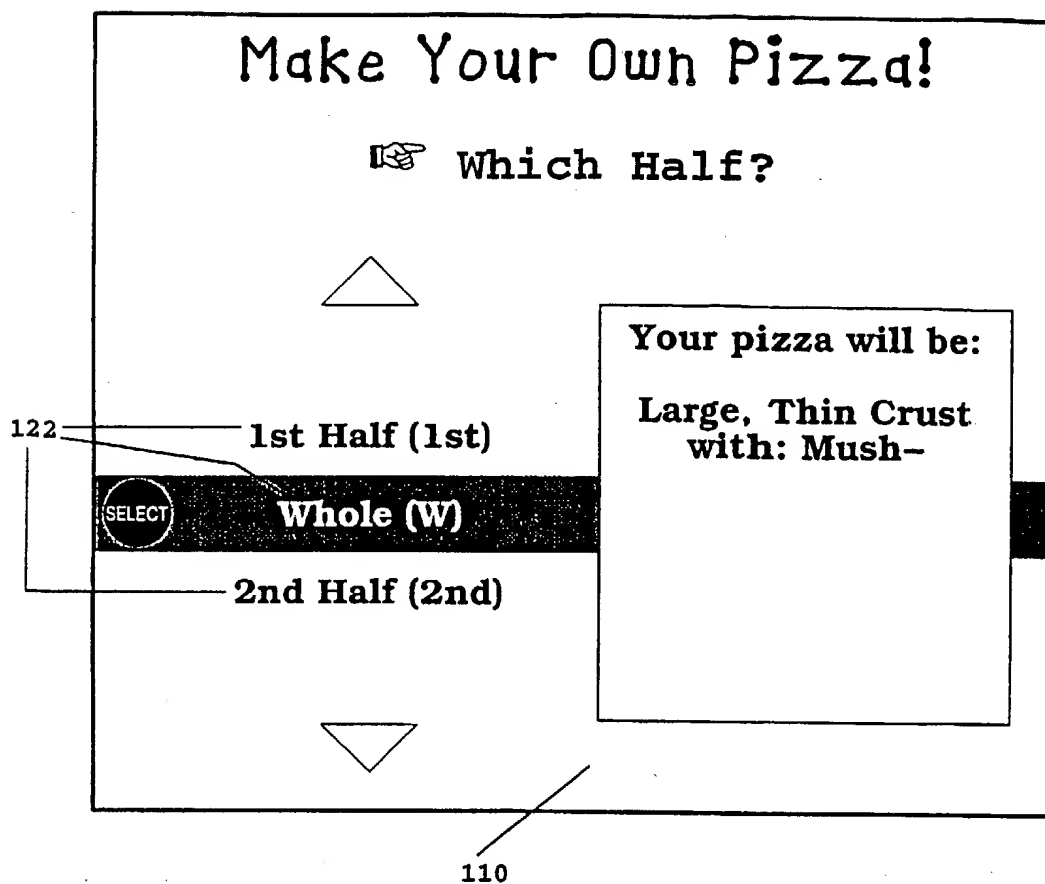 Make Your Own Pizza!
☞ Which Half?
Your pizza will be:
Large, Thin Crust
with: Mush–
122
1st Half (1st)
SELECT
Whole (W)
2nd Half (2nd)
110